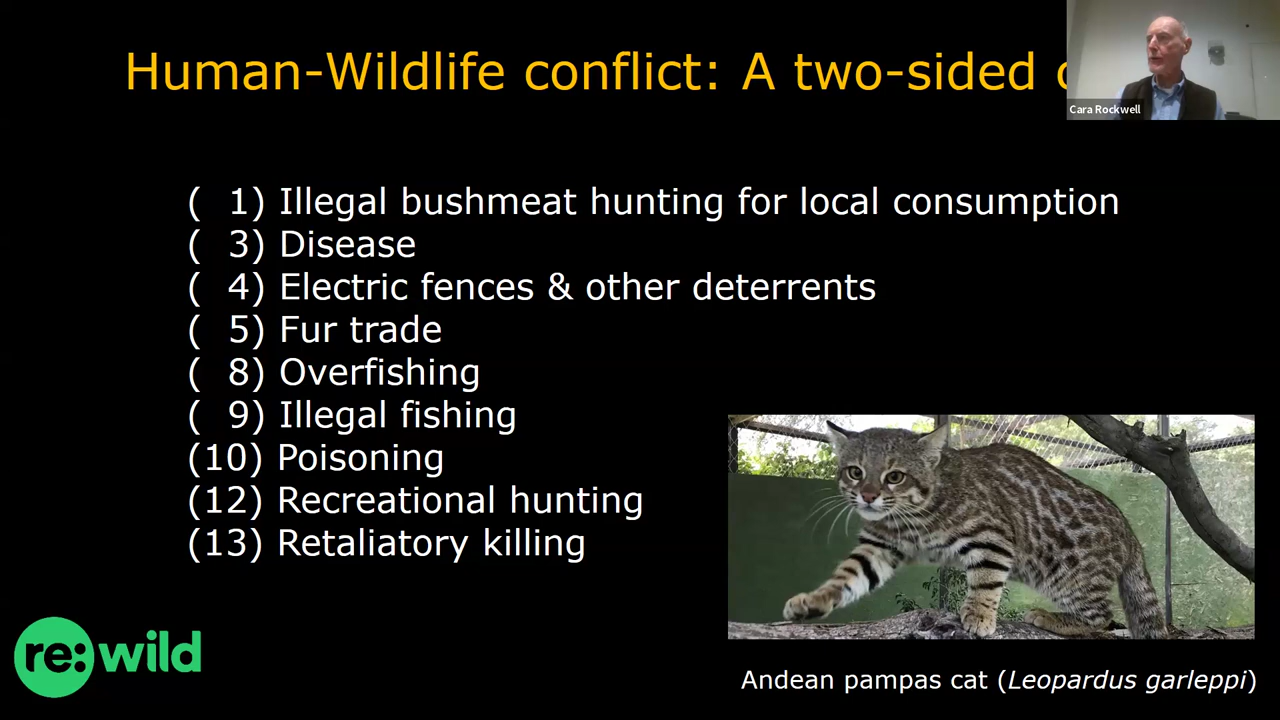 Human-Wildlife conflict: A two-sided
Cara Rockwell
( 1) Illegal bushmeat hunting for local consumption
( 3) Disease
( 4) Electric fences & other deterrents
( 5) Fur trade
( 8) Overfishing
( 9) Illegal fishing
(10) Poisoning
(12) Recreational hunting
(13) Retaliatory killing
re:wild
Andean pampas cat (Leopardus garleppi)